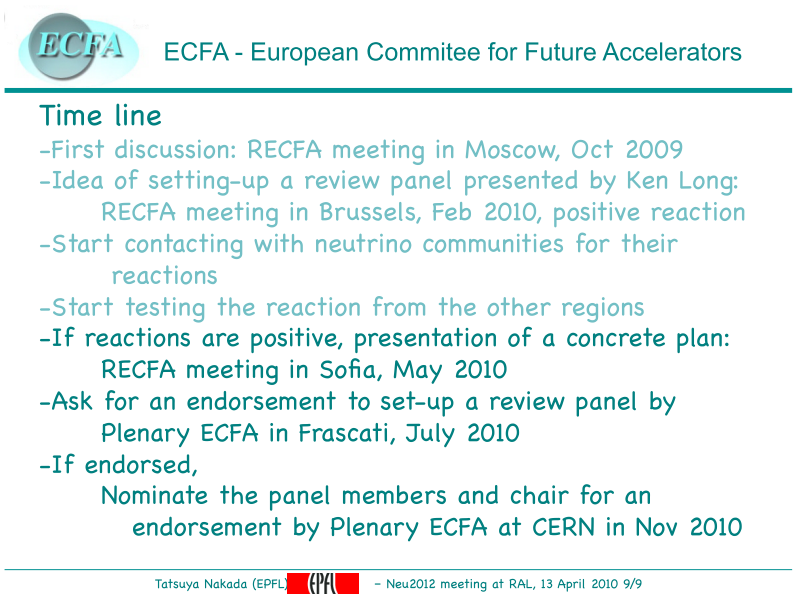 ECFA
ECFA - European Commitee for Future Accelerators
Time line
-First discussion: RECFA meeting in Moscow, Oct 2009
-Idea of setting-up a review panel presented by Ken Long:
RECFA meeting in Brussels, Feb 2010, positive reaction
-Start contacting with neutrino communities for their
reactions
-Start testing the reaction from the other regions
-If reactions are positive, presentation of a concrete plan:
RECFA meeting in Sofia, May 2010
-Ask for an endorsement to set-up a review panel by
Plenary ECFA in Frascati, July 2010
-If endorsed,
Nominate the panel members and chair for an
endorsement by Plenary ECFA at CERN in Nov 2010
Tatsuya Nakada (EPFL) EPFL - Neu2012 meeting at RAL, 13 April 2010 9/9